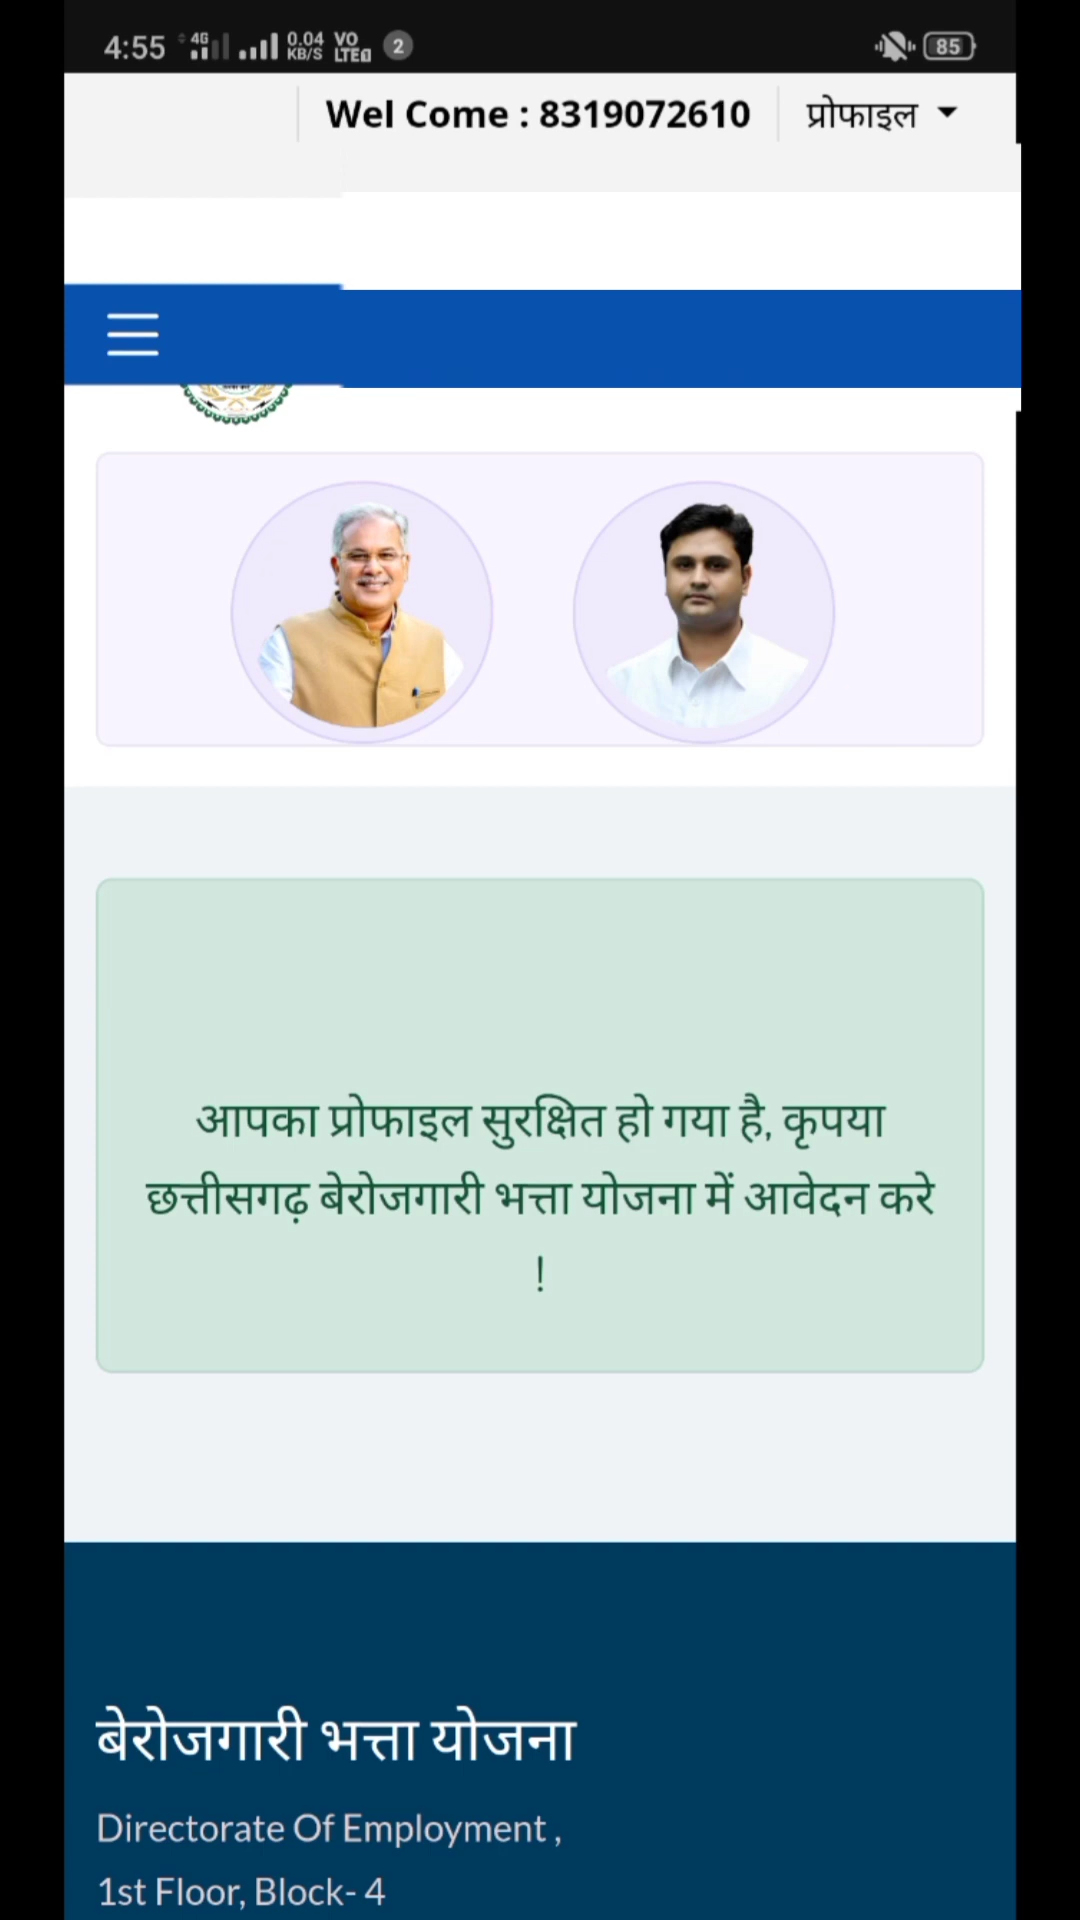 4:55 4G 0.04 KB/S VO LTE 2 85
Wel Come : 8319072610 प्रोफाइल
आपका प्रोफाइल सुरक्षित हो गया है, कृपया
छत्तीसगढ़ बेरोजगारी भत्ता योजना में आवेदन करे
!
बेरोजगारी भत्ता योजना
Directorate Of Employment ,
1st Floor, Block- 4